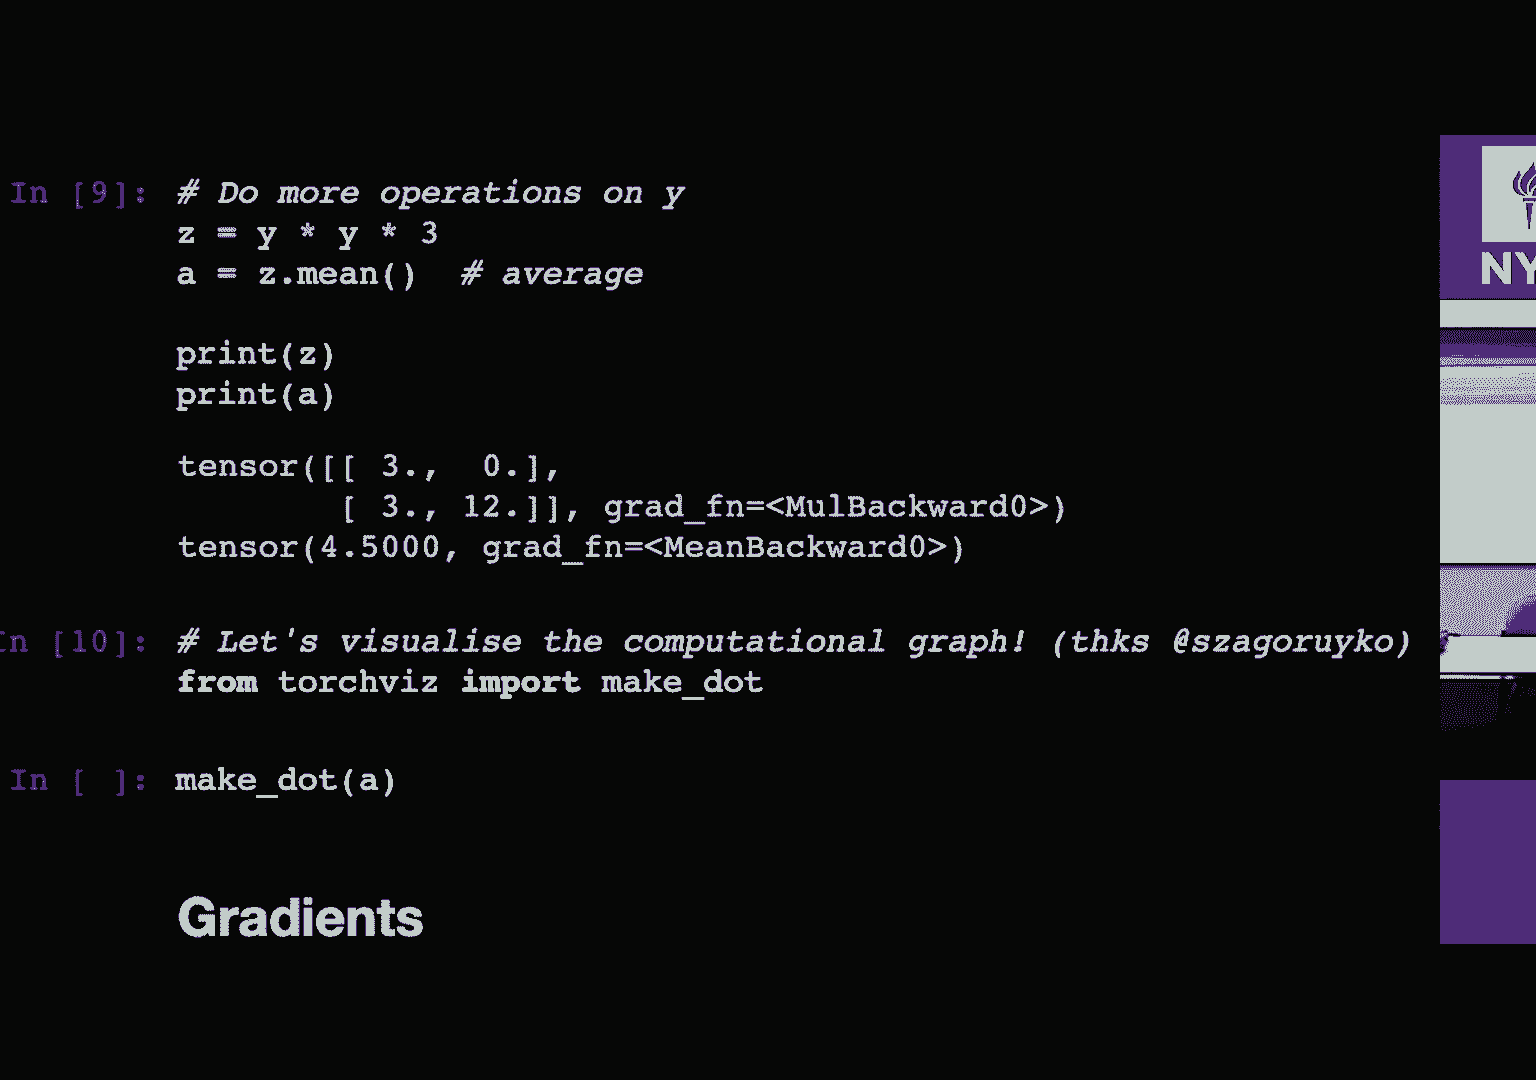 In [9]: # Do more operations on y
z = y * y * 3
a = z.mean()  # average
print(z)
print(a)
tensor([[ 3.,  0.],
        [ 3., 12.]], grad_fn=<MulBackward0>)
tensor(4.5000, grad_fn=<MeanBackward0>)
In [10]: # Let's visualise the computational graph! (thks @szagoruyko)
from torchviz import make_dot
In [ ]: make_dot(a)
Gradients
NY